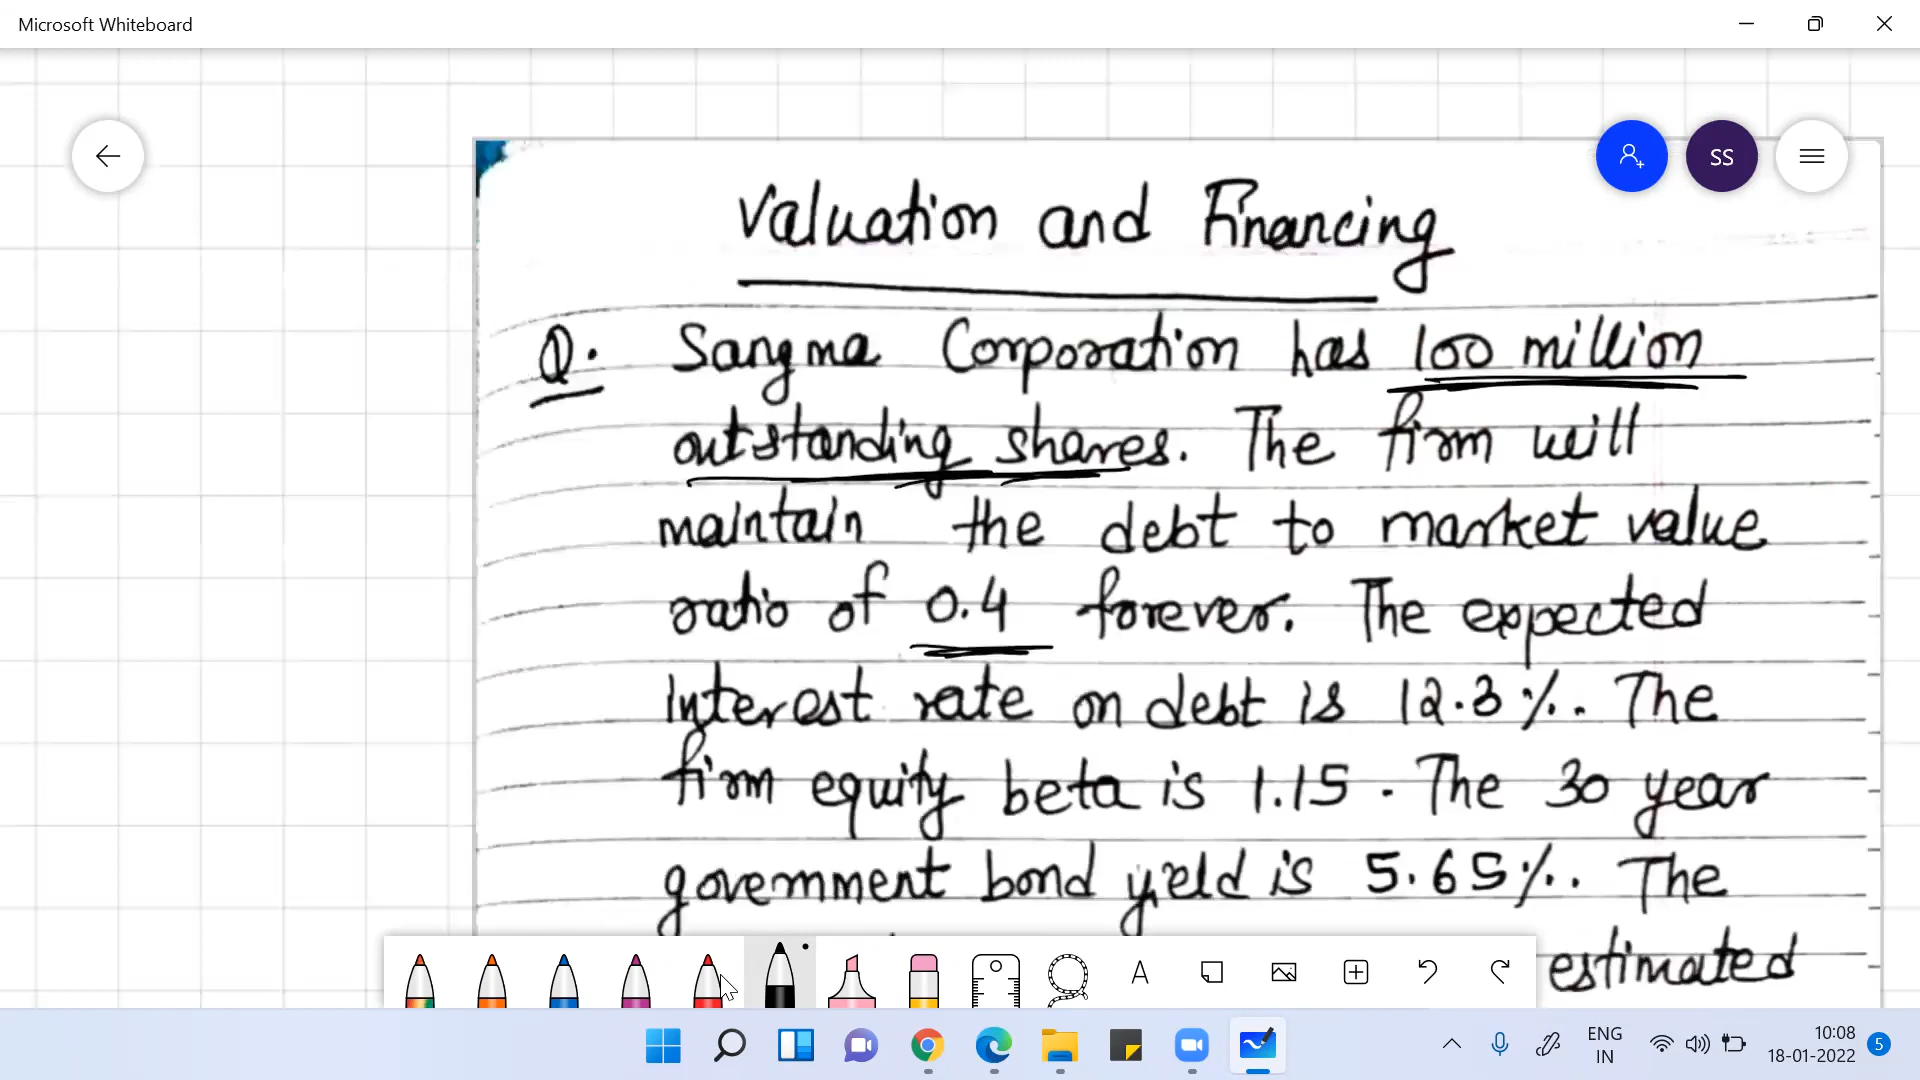 Microsoft Whiteboard
SS
Valuation and Financing
Q. Sangma Corporation has 100 million
outstanding shares. The firm will
maintain the debt to market value
ratio of 0.4 forever. The expected
interest rate on debt is 12.3%. The
firm equity beta is 1.15. The 30 year
government bond yield is 5.65%. The
estimated
A
ENG
IN
10:08
18-01-2022
5